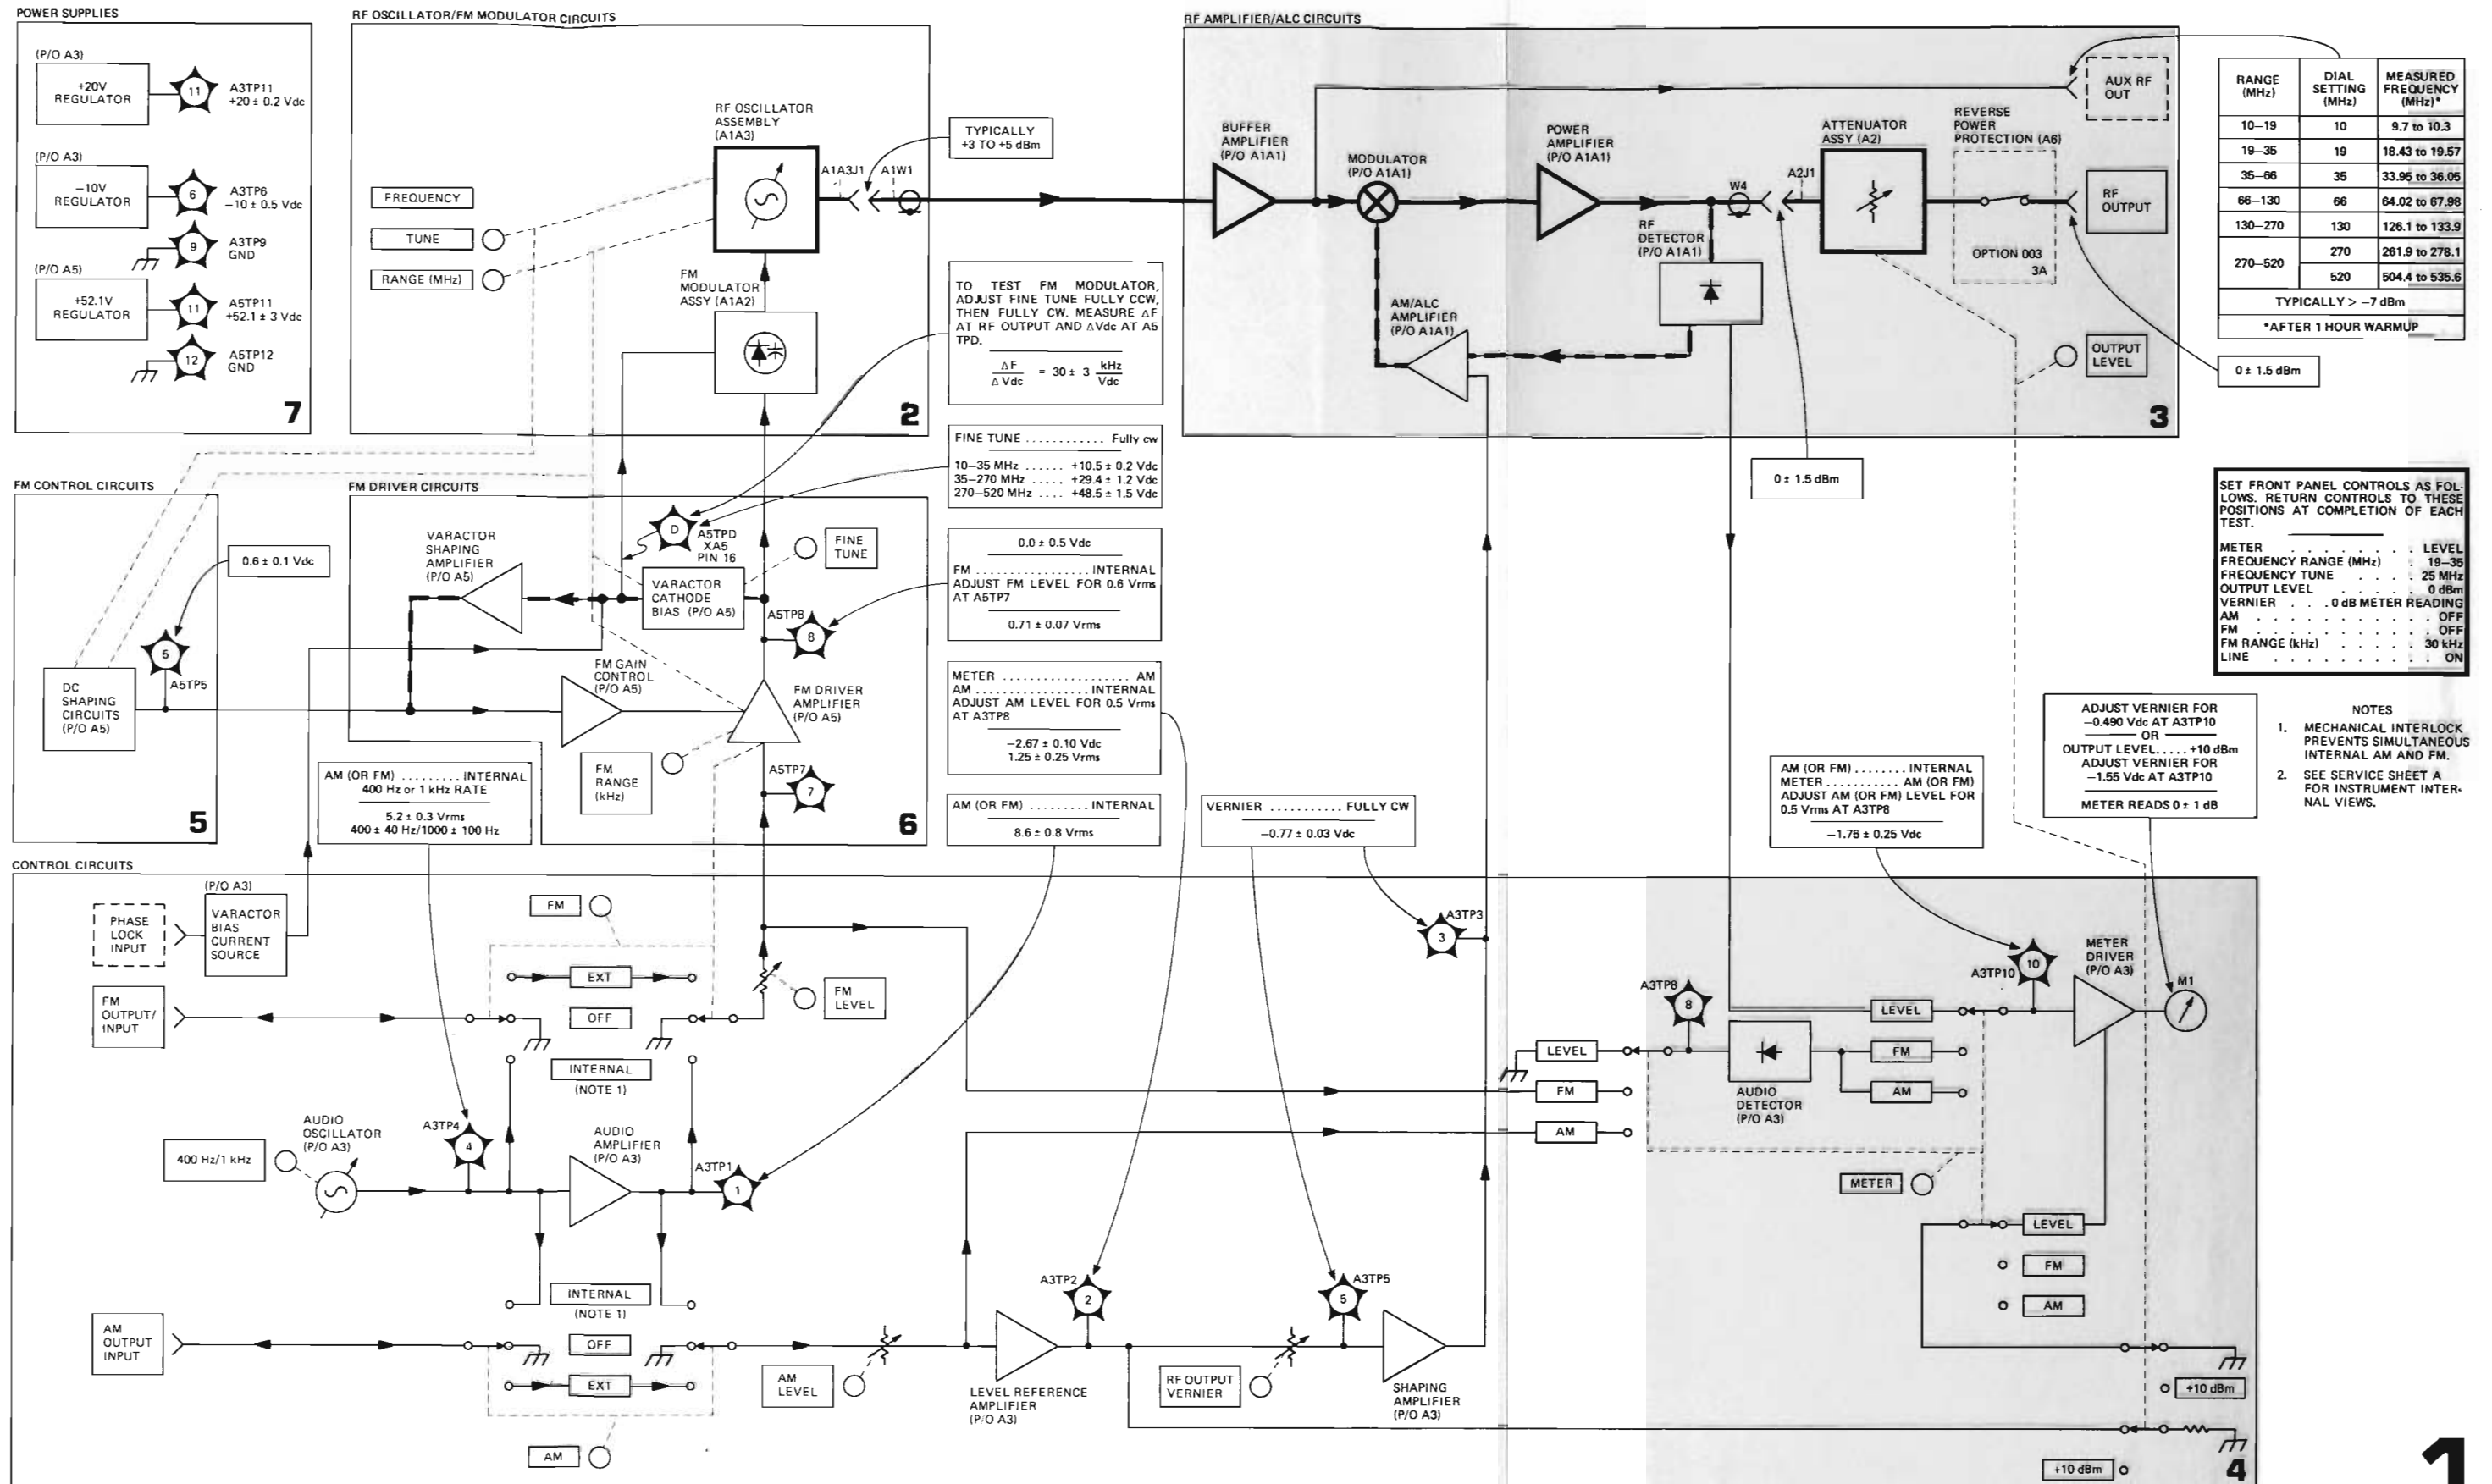 POWER SUPPLIES
(P/O A3)
+20V
REGULATOR
11
A3TP11
+20 ± 0.2 Vdc
(P/O A3)
−10V
REGULATOR
6
A3TP6
−10 ± 0.5 Vdc
9
A3TP9
GND
(P/O A5)
+52.1V
REGULATOR
11
A5TP11
+52.1 ± 3 Vdc
12
A5TP12
GND
7
RF OSCILLATOR/FM MODULATOR CIRCUITS
FREQUENCY
TUNE
RANGE (MHz)
RF OSCILLATOR
ASSEMBLY
(A1A3)
A1A3J1
A1W1
TYPICALLY
+3 TO +5 dBm
FM
MODULATOR
ASSY (A1A2)
2
TO TEST FM MODULATOR,
ADJUST FINE TUNE FULLY CCW,
THEN FULLY CW. MEASURE ΔF
AT RF OUTPUT AND ΔVdc AT A5
TPD.
ΔF
Δ Vdc
= 30 ± 3
kHz
Vdc
RF AMPLIFIER/ALC CIRCUITS
BUFFER
AMPLIFIER
(P/O A1A1)
MODULATOR
(P/O A1A1)
POWER
AMPLIFIER
(P/O A1A1)
RF
DETECTOR
(P/O A1A1)
AM/ALC
AMPLIFIER
(P/O A1A1)
W4
A2J1
ATTENUATOR
ASSY (A2)
REVERSE
POWER
PROTECTION (A6)
OPTION 003
3A
AUX RF
OUT
RF
OUTPUT
OUTPUT
LEVEL
3
0 ± 1.5 dBm
0 ± 1.5 dBm
RANGE
(MHz)
DIAL
SETTING
(MHz)
MEASURED
FREQUENCY
(MHz)*
10−19 10 9.7 to 10.3
19−35 19 18.43 to 19.57
35−66 35 33.95 to 36.05
66−130 66 64.02 to 67.98
130−270 130 126.1 to 133.9
270−520 270 261.9 to 278.1
520 504.4 to 535.6
TYPICALLY > −7 dBm
*AFTER 1 HOUR WARMUP
FM CONTROL CIRCUITS
0.6 ± 0.1 Vdc
5
A5TP5
DC
SHAPING
CIRCUITS
(P/O A5)
5
FM DRIVER CIRCUITS
VARACTOR
SHAPING
AMPLIFIER
(P/O A5)
D
A5TPD
XA5
PIN 16
FINE
TUNE
VARACTOR
CATHODE
BIAS (P/O A5)
A5TP8
8
FM GAIN
CONTROL
(P/O A5)
FM DRIVER
AMPLIFIER
(P/O A5)
FM
RANGE
(kHz)
A5TP7
7
6
FINE TUNE ............ Fully cw
10−35 MHz ...... +10.5 ± 0.2 Vdc
35−270 MHz ..... +29.4 ± 1.2 Vdc
270−520 MHz .... +48.5 ± 1.5 Vdc
0.0 ± 0.5 Vdc
FM .................. INTERNAL
ADJUST FM LEVEL FOR 0.6 Vrms
AT A5TP7
0.71 ± 0.07 Vrms
METER .................. AM
AM ................ INTERNAL
ADJUST AM LEVEL FOR 0.5 Vrms
AT A3TP8
−2.67 ± 0.10 Vdc
1.25 ± 0.25 Vrms
AM (OR FM) ......... INTERNAL
400 Hz or 1 kHz RATE
5.2 ± 0.3 Vrms
400 ± 40 Hz/1000 ± 100 Hz
AM (OR FM) ......... INTERNAL
8.6 ± 0.8 Vrms
VERNIER ........... FULLY CW
−0.77 ± 0.03 Vdc
AM (OR FM) ........ INTERNAL
METER ........... AM (OR FM)
ADJUST AM (OR FM) LEVEL FOR
0.5 Vrms AT A3TP8
−1.75 ± 0.25 Vdc
ADJUST VERNIER FOR
−0.490 Vdc AT A3TP10
OR
OUTPUT LEVEL..... +10 dBm
ADJUST VERNIER FOR
−1.55 Vdc AT A3TP10
METER READS 0 ± 1 dB
SET FRONT PANEL CONTROLS AS FOL-
LOWS. RETURN CONTROLS TO THESE
POSITIONS AT COMPLETION OF EACH
TEST.
METER . . . . . . . . . LEVEL
FREQUENCY RANGE (MHz) . 19−35
FREQUENCY TUNE . . . . 25 MHz
OUTPUT LEVEL . . . . . 0 dBm
VERNIER . . . 0 dB METER READING
AM . . . . . . . . . . . . OFF
FM . . . . . . . . . . . . OFF
FM RANGE (kHz) . . . . . 30 kHz
LINE . . . . . . . . . . . ON
NOTES
1. MECHANICAL INTERLOCK
PREVENTS SIMULTANEOUS
INTERNAL AM AND FM.
2. SEE SERVICE SHEET A
FOR INSTRUMENT INTER-
NAL VIEWS.
CONTROL CIRCUITS
PHASE
LOCK
INPUT
(P/O A3)
VARACTOR
BIAS
CURRENT
SOURCE
FM
OUTPUT/
INPUT
FM
EXT
OFF
INTERNAL
(NOTE 1)
FM
LEVEL
400 Hz/1 kHz
AUDIO
OSCILLATOR
(P/O A3)
A3TP4
4
AUDIO
AMPLIFIER
(P/O A3)
A3TP1
1
INTERNAL
(NOTE 1)
OFF
EXT
AM
OUTPUT
INPUT
AM
AM
LEVEL
LEVEL REFERENCE
AMPLIFIER
(P/O A3)
A3TP2
2
RF OUTPUT
VERNIER
A3TP5
5
SHAPING
AMPLIFIER
(P/O A3)
A3TP3
3
LEVEL
FM
AM
A3TP8
8
AUDIO
DETECTOR
(P/O A3)
LEVEL
FM
AM
A3TP10
10
METER
DRIVER
(P/O A3)
M1
METER
LEVEL
FM
AM
+10 dBm
+10 dBm
4
1